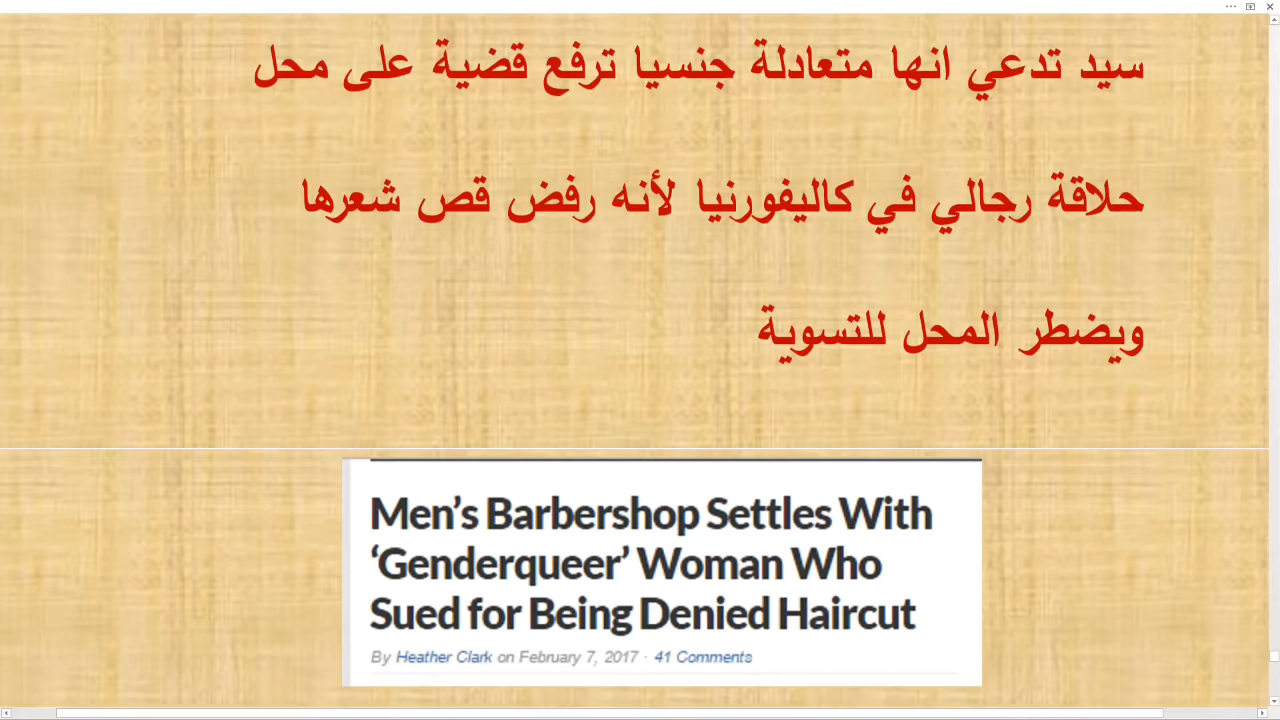 سيد تدعي انها متعادلة جنسيا ترفع قضية على محل
حلاقة رجالي في كاليفورنيا لأنه رفض قص شعرها
ويضطر المحل للتسوية
Men's Barbershop Settles With
‘Genderqueer’ Woman Who
Sued for Being Denied Haircut
By Heather Clark on February 7, 2017 · 41 Comments